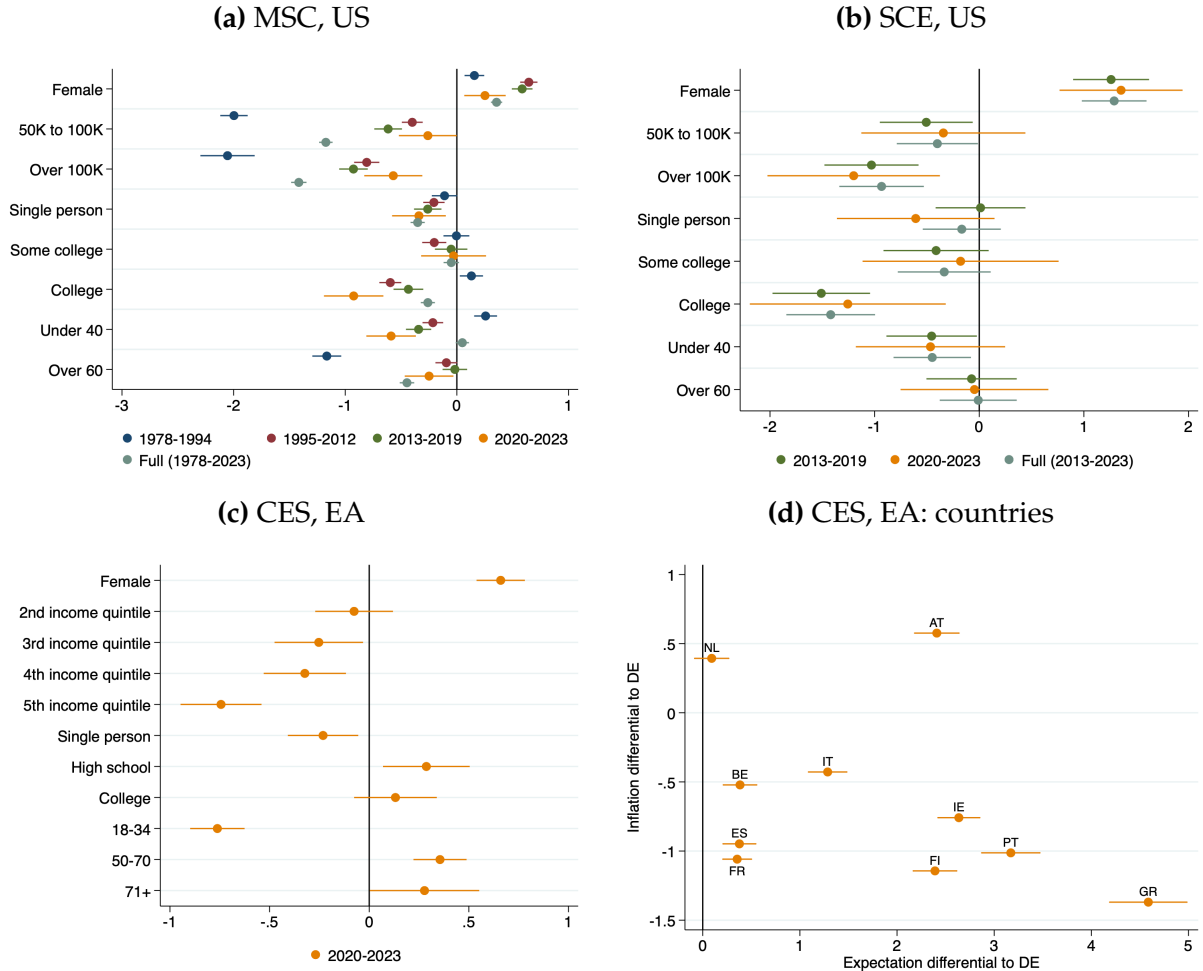 (a) MSC, US
Female
50K to 100K
Over 100K
Single person
Some college
College
Under 40
Over 60
-3 -2 -1 0 1
1978-1994 1995-2012 2013-2019 2020-2023
Full (1978-2023)
(b) SCE, US
Female
50K to 100K
Over 100K
Single person
Some college
College
Under 40
Over 60
-2 -1 0 1 2
2013-2019 2020-2023 Full (2013-2023)
(c) CES, EA
Female
2nd income quintile
3rd income quintile
4th income quintile
5th income quintile
Single person
High school
College
18-34
50-70
71+
-1 -.5 0 .5 1
2020-2023
(d) CES, EA: countries
Inflation differential to DE
1
.5
0
-.5
-1
-1.5
AT
NL
IT
BE
IE
ES
PT
FR
FI
GR
0 1 2 3 4 5
Expectation differential to DE